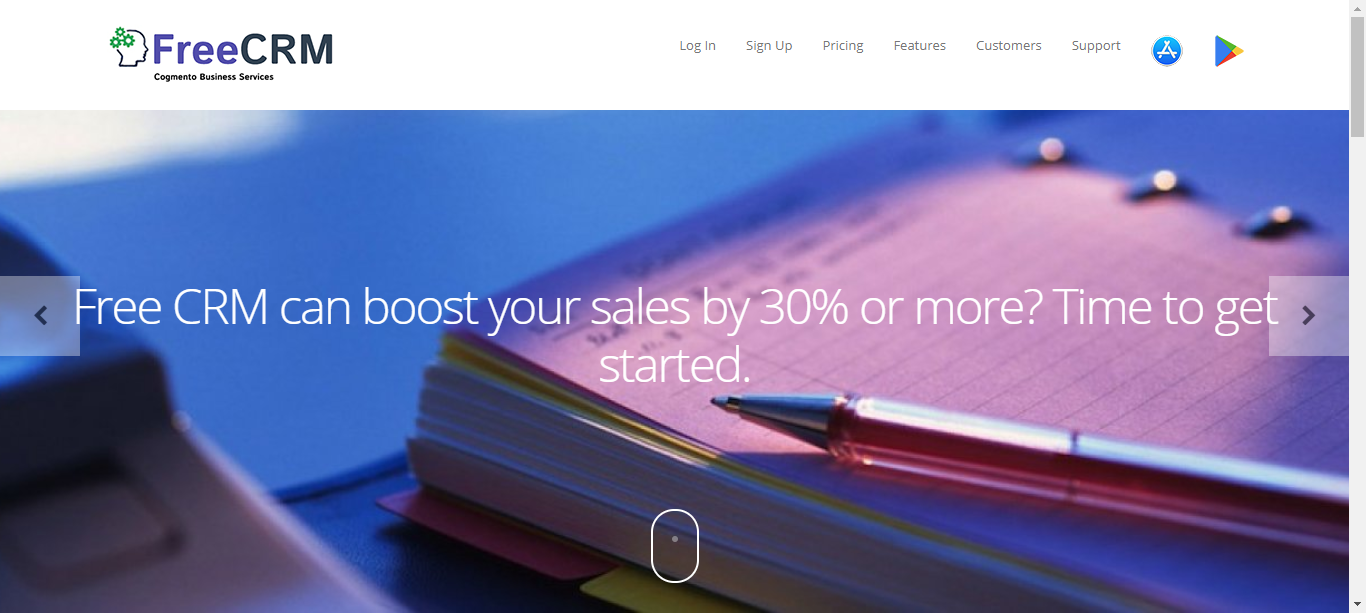 FreeCRM
Cogmento Business Services
Log In Sign Up Pricing Features Customers Support
Free CRM can boost your sales by 30% or more? Time to get
started.